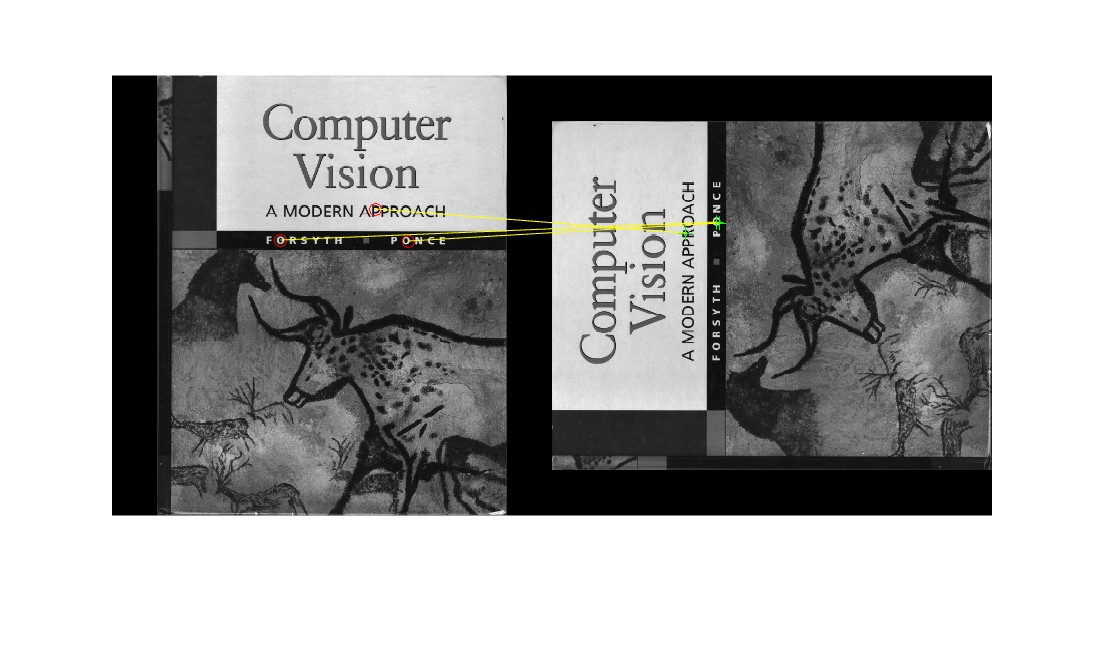 Computer
Vision
A MODERN APPROACH
FORSYTH ■ PONCE
Computer
Vision
A MODERN APPROACH
FORSYTH ■ PONCE